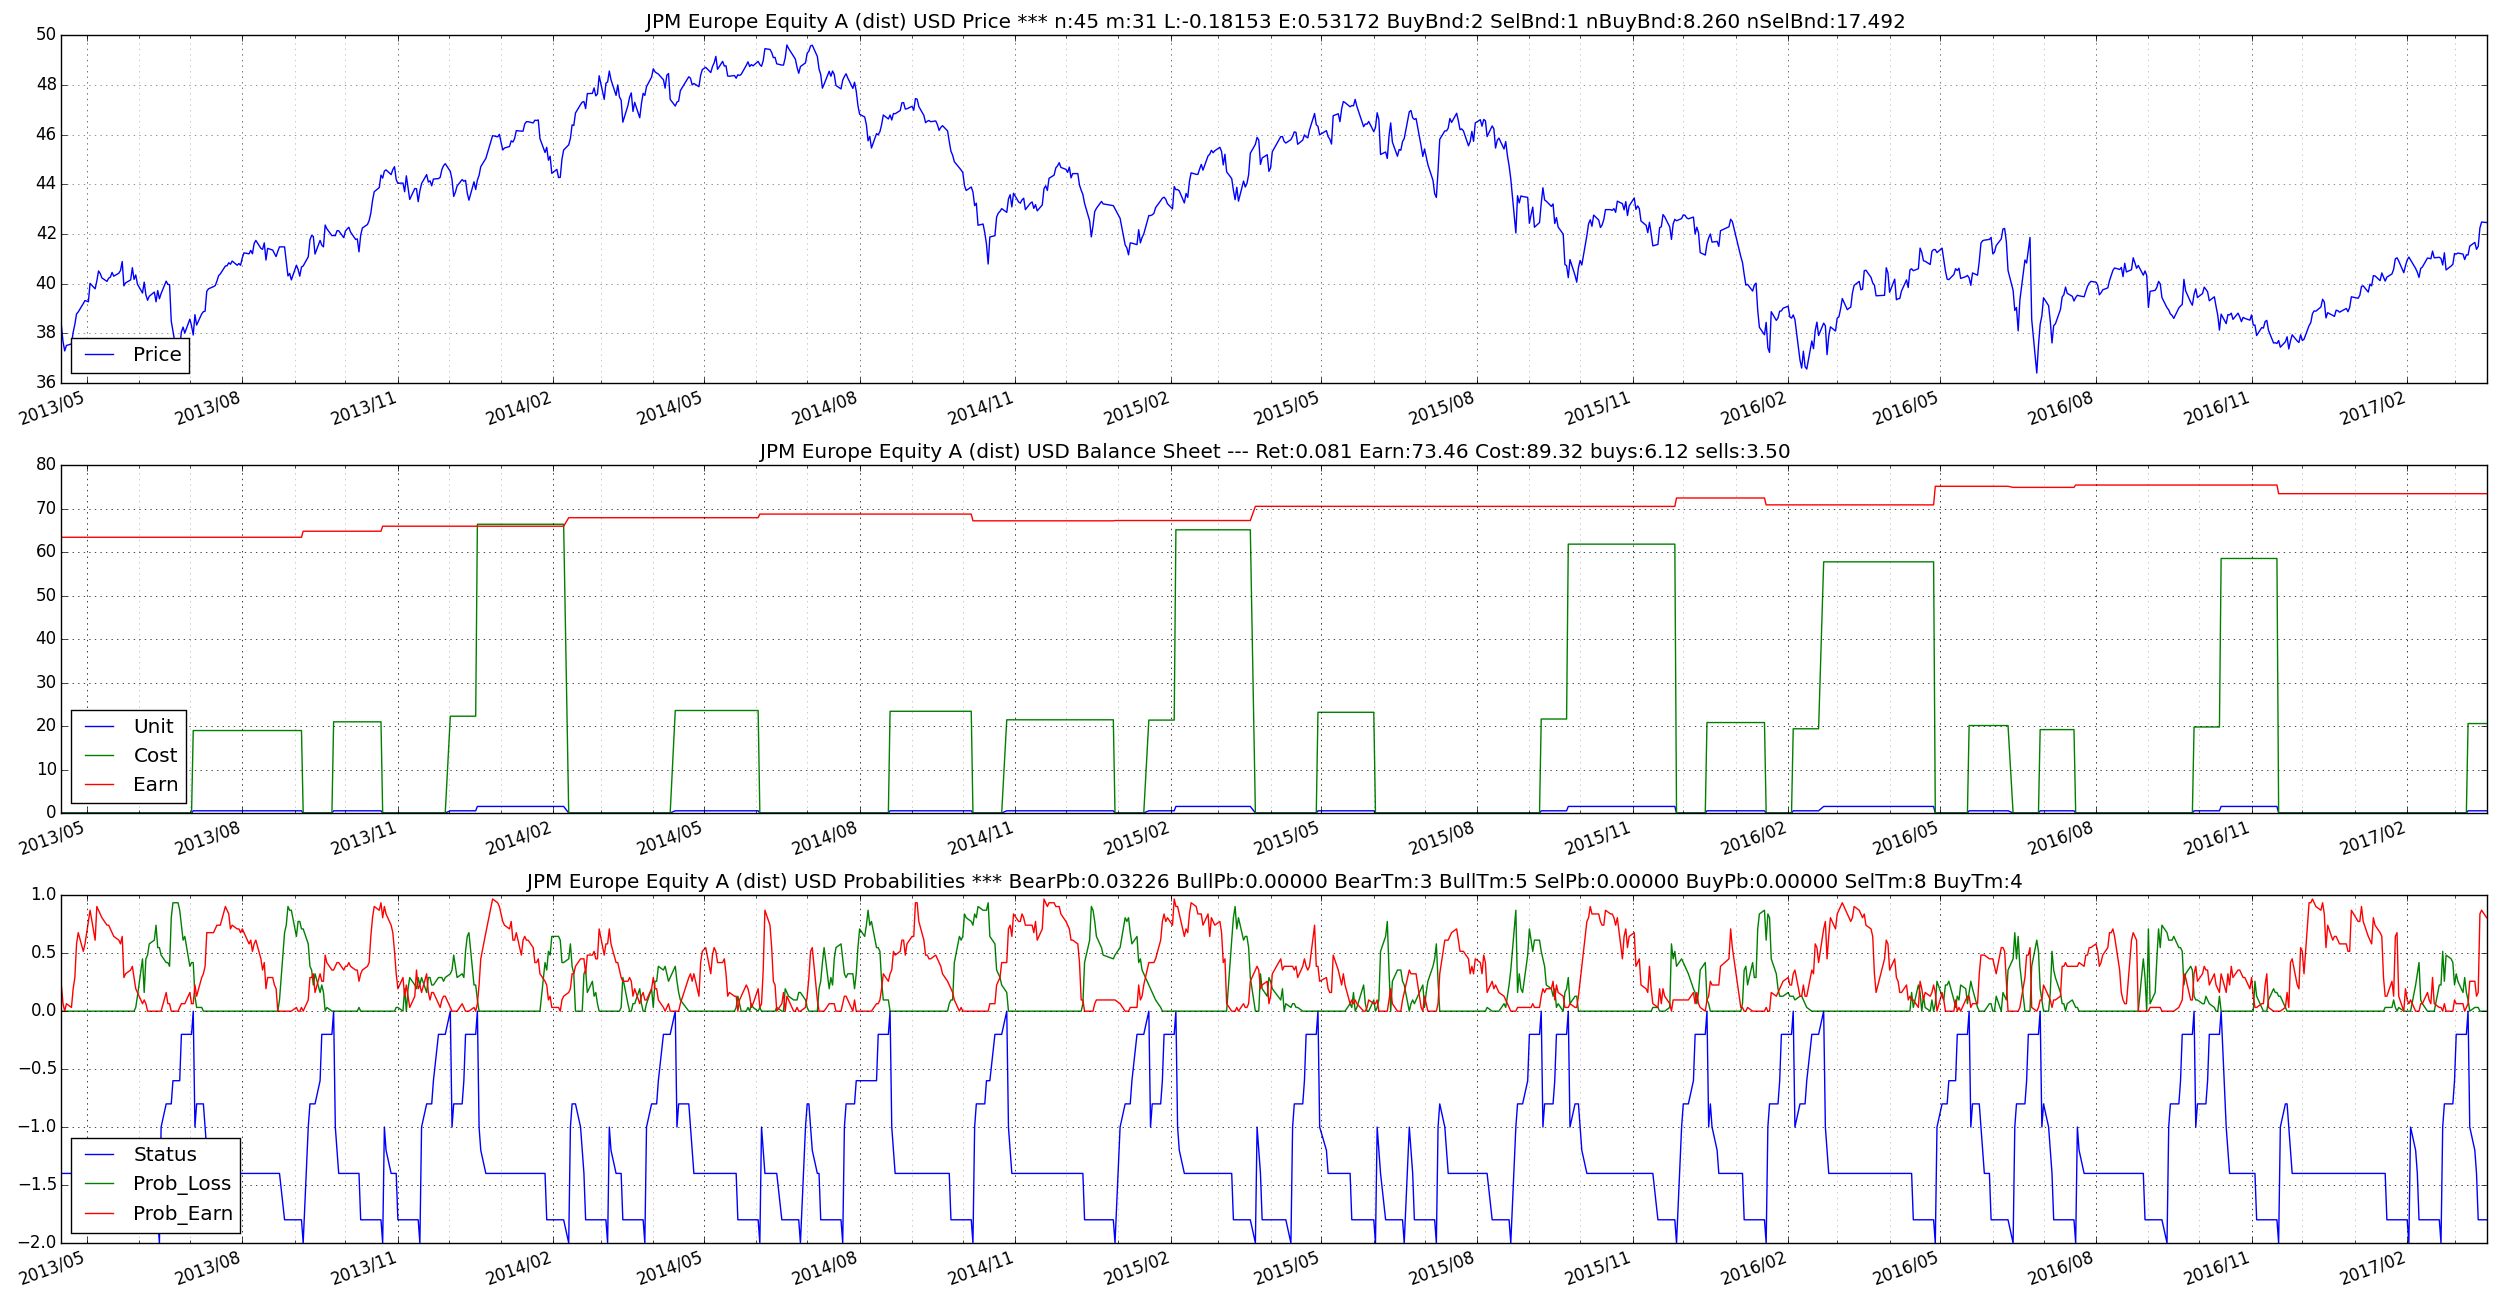 JPM Europe Equity A (dist) USD Price *** n:45 m:31 L:-0.18153 E:0.53172 BuyBnd:2 SelBnd:1 nBuyBnd:8.260 nSelBnd:17.492
50
48
46
44
42
40
38
36
Price
2013/05 2013/08 2013/11 2014/02 2014/05 2014/08 2014/11 2015/02 2015/05 2015/08 2015/11 2016/02 2016/05 2016/08 2016/11 2017/02
JPM Europe Equity A (dist) USD Balance Sheet --- Ret:0.081 Earn:73.46 Cost:89.32 buys:6.12 sells:3.50
80
70
60
50
40
30
20
10
0
Unit
Cost
Earn
2013/05 2013/08 2013/11 2014/02 2014/05 2014/08 2014/11 2015/02 2015/05 2015/08 2015/11 2016/02 2016/05 2016/08 2016/11 2017/02
JPM Europe Equity A (dist) USD Probabilities *** BearPb:0.03226 BullPb:0.00000 BearTm:3 BullTm:5 SelPb:0.00000 BuyPb:0.00000 SelTm:8 BuyTm:4
1.0
0.5
0.0
−0.5
−1.0
−1.5
−2.0
Status
Prob_Loss
Prob_Earn
2013/05 2013/08 2013/11 2014/02 2014/05 2014/08 2014/11 2015/02 2015/05 2015/08 2015/11 2016/02 2016/05 2016/08 2016/11 2017/02